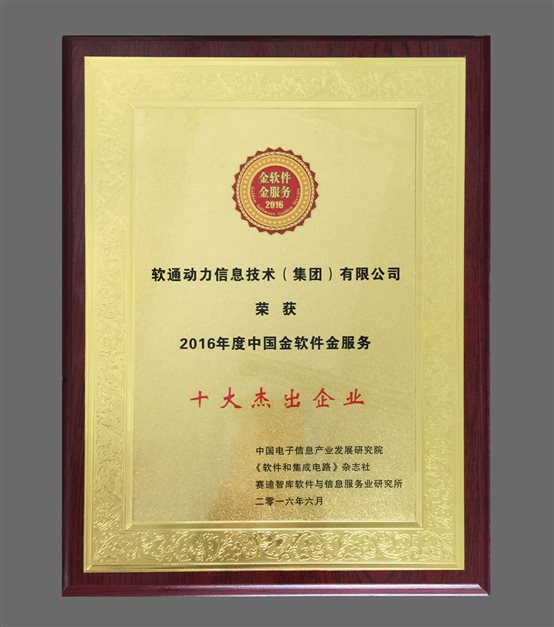 金软件
金服务
2016
软通动力信息技术（集团）有限公司
荣 获
2016年度中国金软件金服务
十大杰出企业
中国电子信息产业发展研究院
《软件和集成电路》杂志社
赛迪智库软件与信息服务业研究所
二零一六年六月